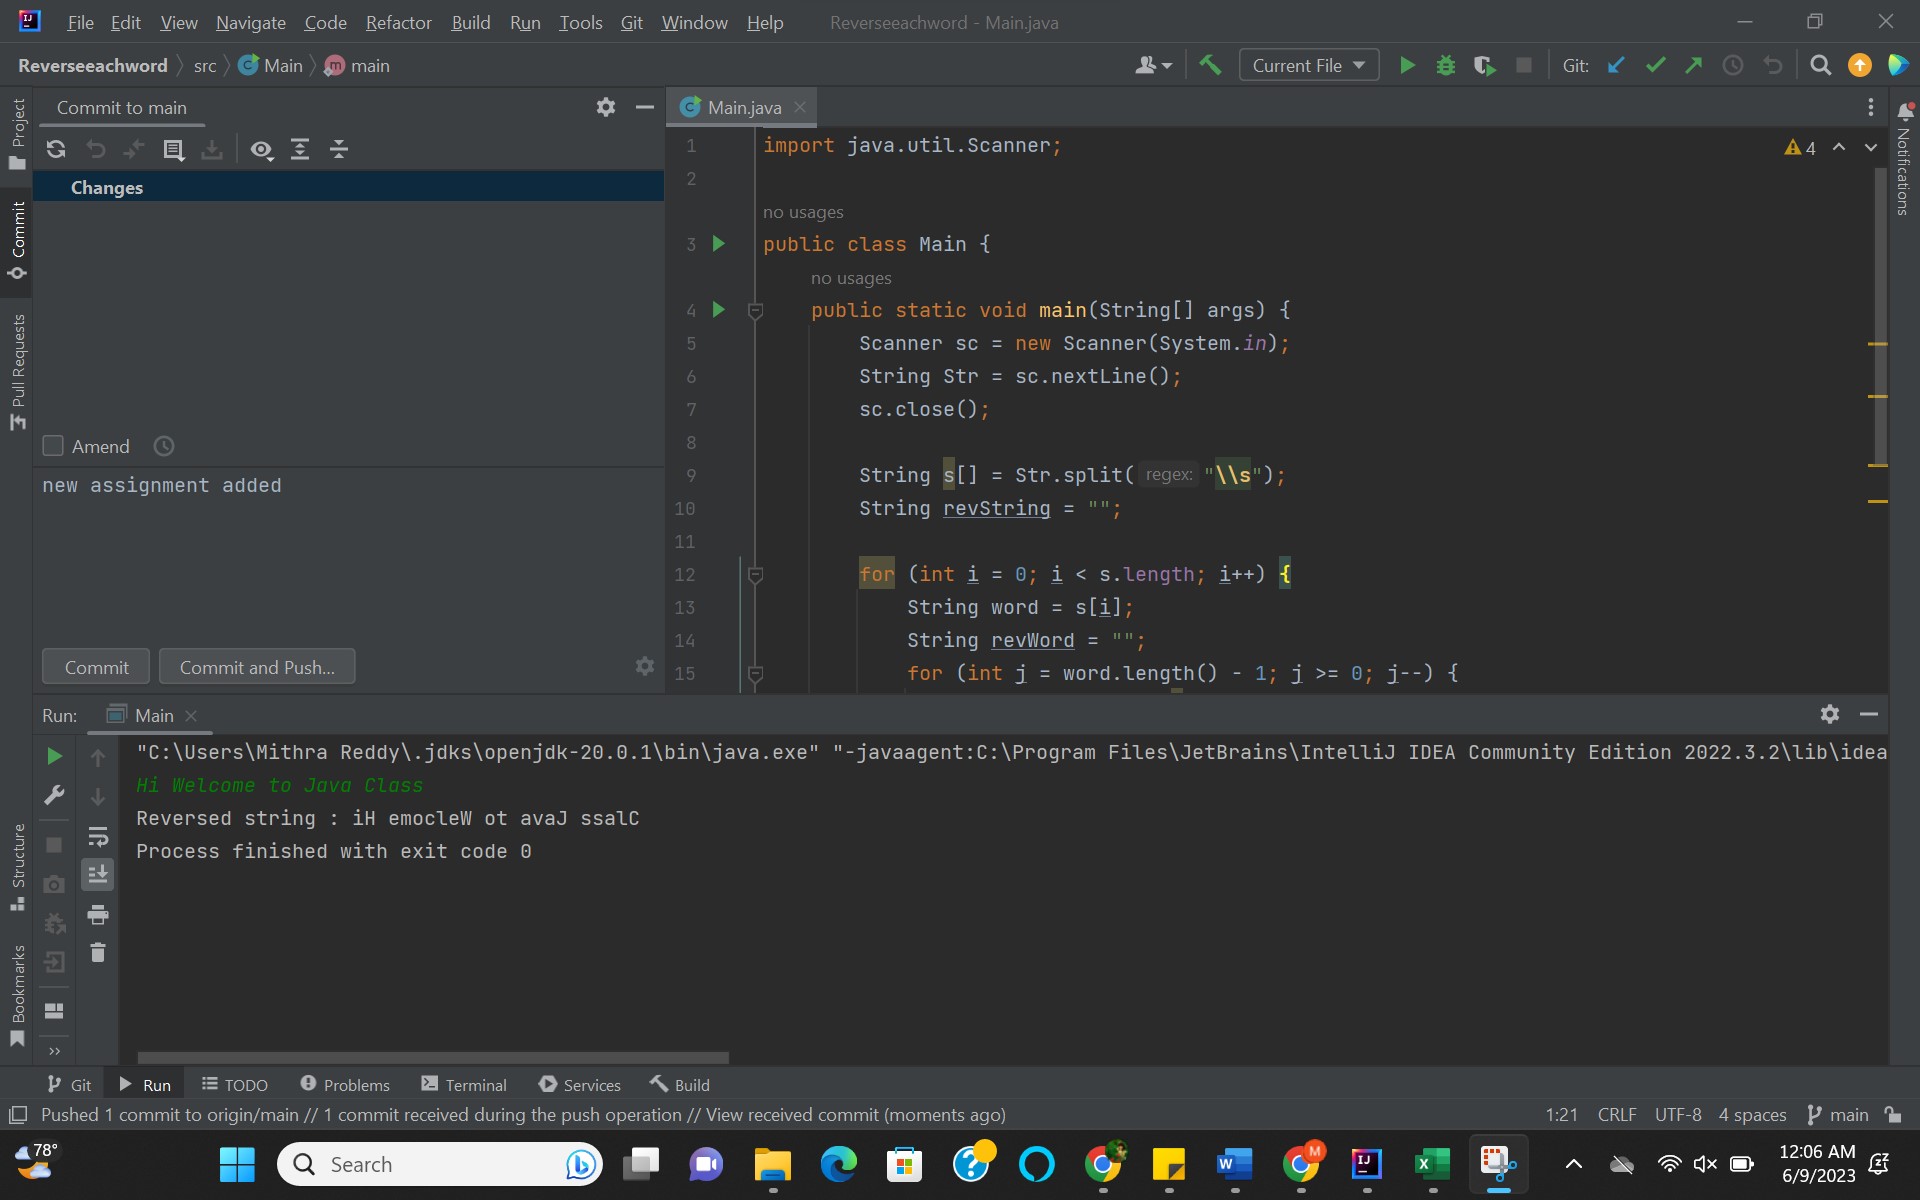 File Edit View Navigate Code Refactor Build Run Tools Git Window Help Reverseeachword - Main.java
Reverseeachword src Main main Current File Git:
Project
Commit
Pull Requests
Structure
Bookmarks
Notifications
Commit to main
Changes
Amend
new assignment added
Commit Commit and Push...
Main.java
4
1 import java.util.Scanner;
2
no usages
3 public class Main {
no usages
4 public static void main(String[] args) {
5 Scanner sc = new Scanner(System.in);
6 String Str = sc.nextLine();
7 sc.close();
8
9 String s[] = Str.split( regex: "\\s");
10 String revString = "";
11
12 for (int i = 0; i < s.length; i++) {
13 String word = s[i];
14 String revWord = "";
15 for (int j = word.length() - 1; j >= 0; j--) {
Run: Main
"C:\Users\Mithra Reddy\.jdks\openjdk-20.0.1\bin\java.exe" "-javaagent:C:\Program Files\JetBrains\IntelliJ IDEA Community Edition 2022.3.2\lib\idea
Hi Welcome to Java Class
Reversed string : iH emocleW ot avaJ ssalC
Process finished with exit code 0
Git Run TODO Problems Terminal Services Build
Pushed 1 commit to origin/main // 1 commit received during the push operation // View received commit (moments ago) 1:21 CRLF UTF-8 4 spaces main
78°
Search
12:06 AM
6/9/2023